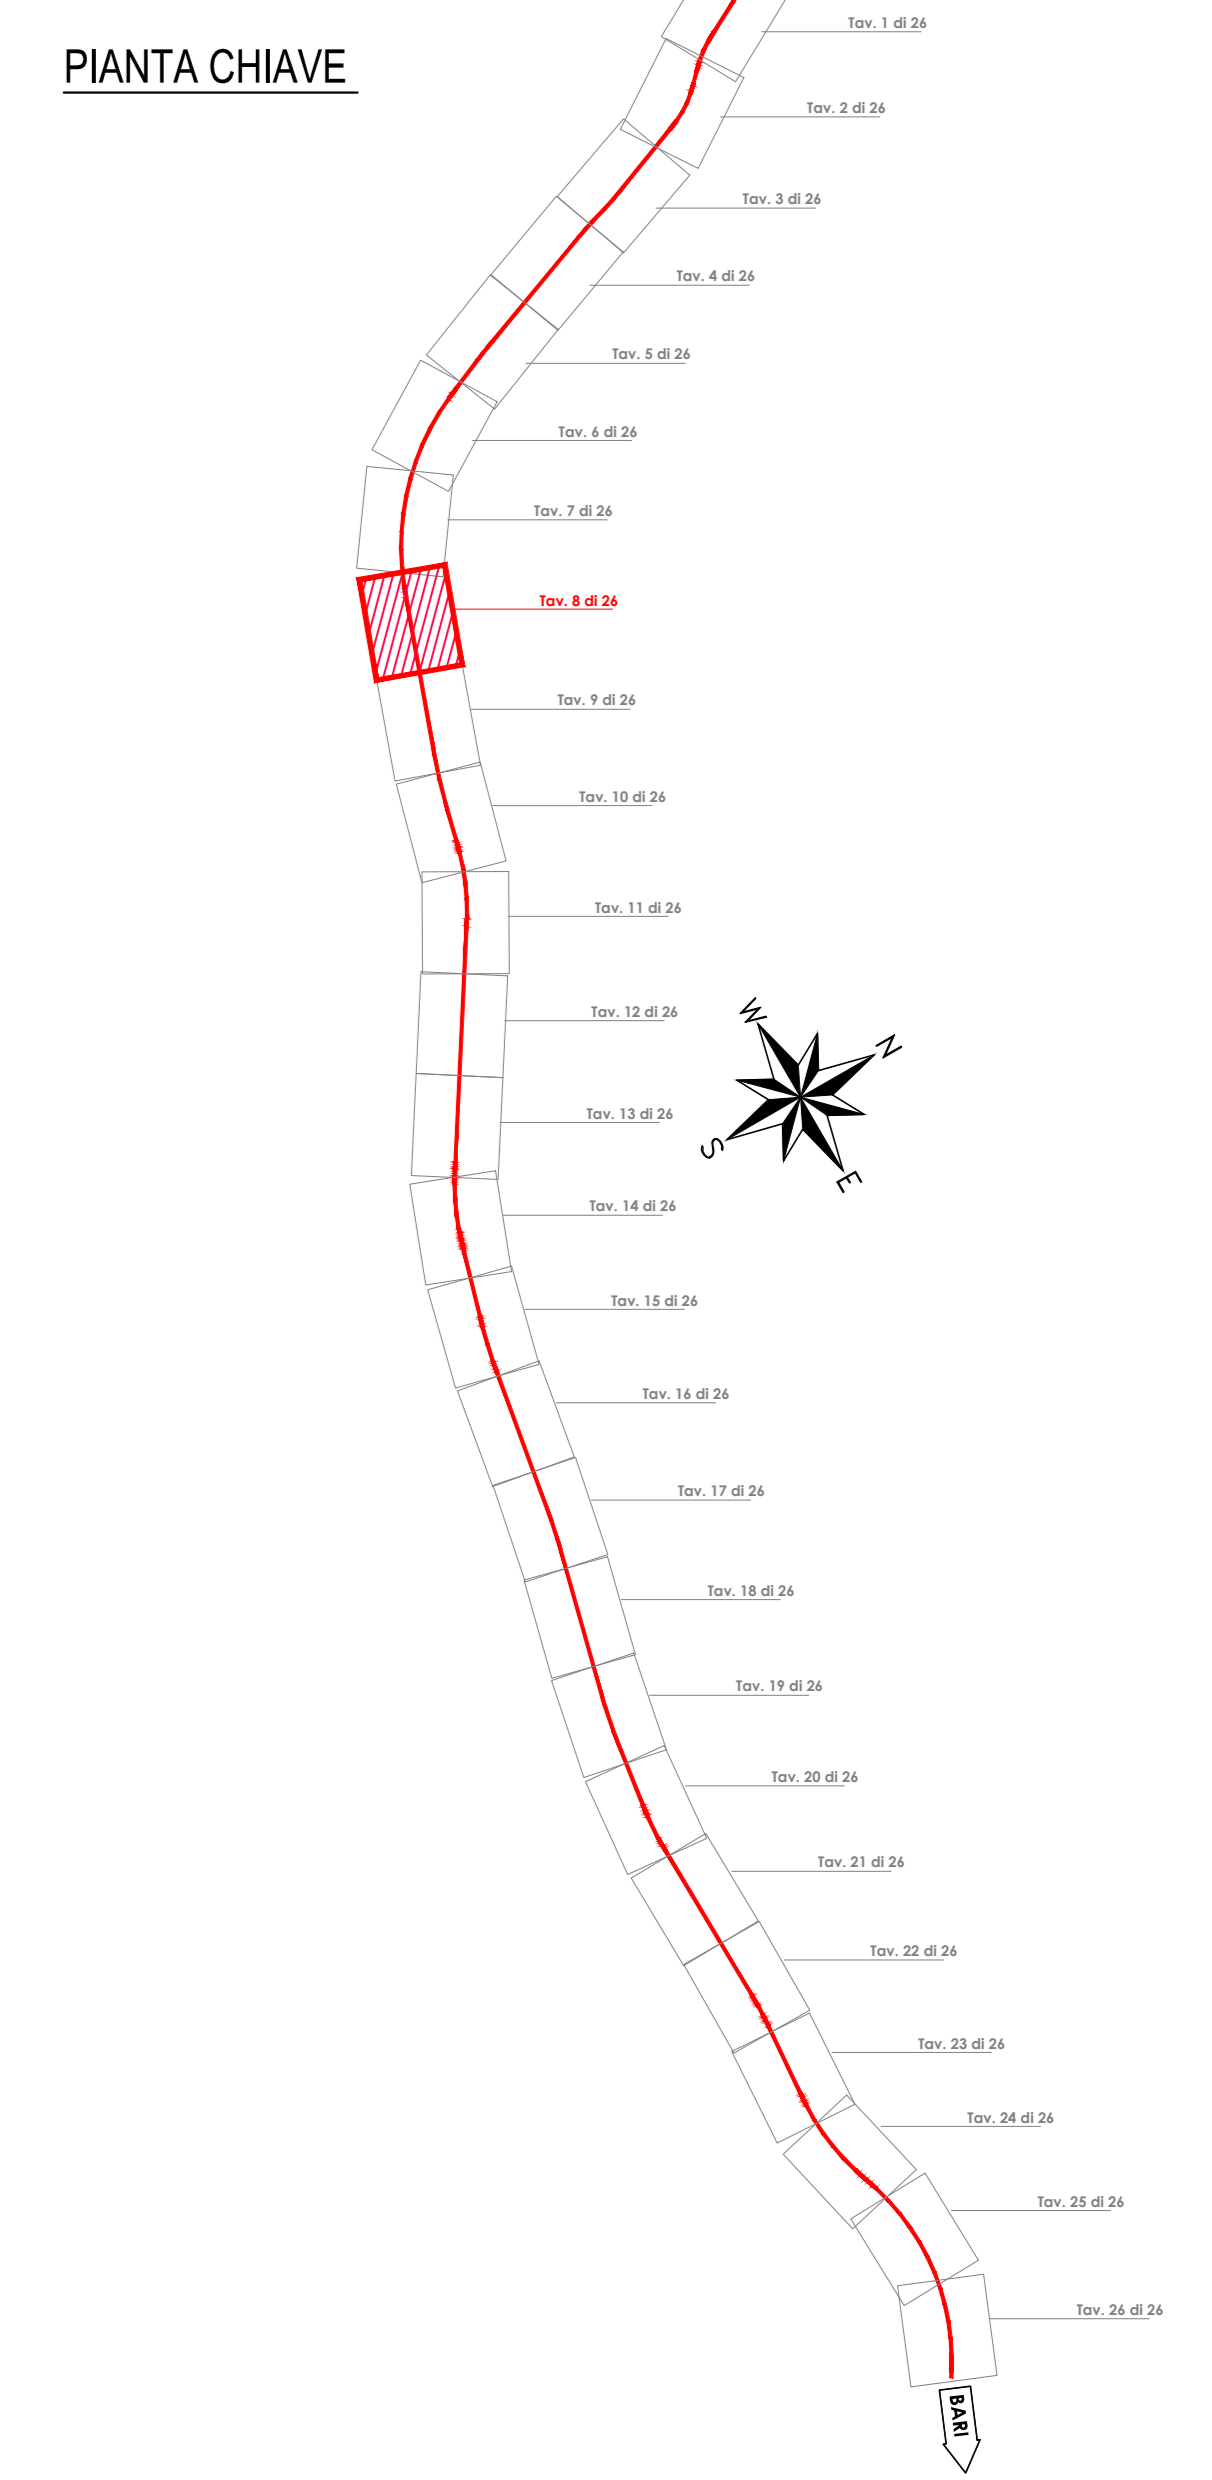 PIANTA CHIAVE
Tav. 1 di 26
Tav. 2 di 26
Tav. 3 di 26
Tav. 4 di 26
Tav. 5 di 26
Tav. 6 di 26
Tav. 7 di 26
Tav. 8 di 26
Tav. 9 di 26
Tav. 10 di 26
Tav. 11 di 26
W
N
Tav. 12 di 26
Tav. 13 di 26
S
E
Tav. 14 di 26
Tav. 15 di 26
Tav. 16 di 26
Tav. 17 di 26
Tav. 18 di 26
Tav. 19 di 26
Tav. 20 di 26
Tav. 21 di 26
Tav. 22 di 26
Tav. 23 di 26
Tav. 24 di 26
Tav. 25 di 26
Tav. 26 di 26
BARI